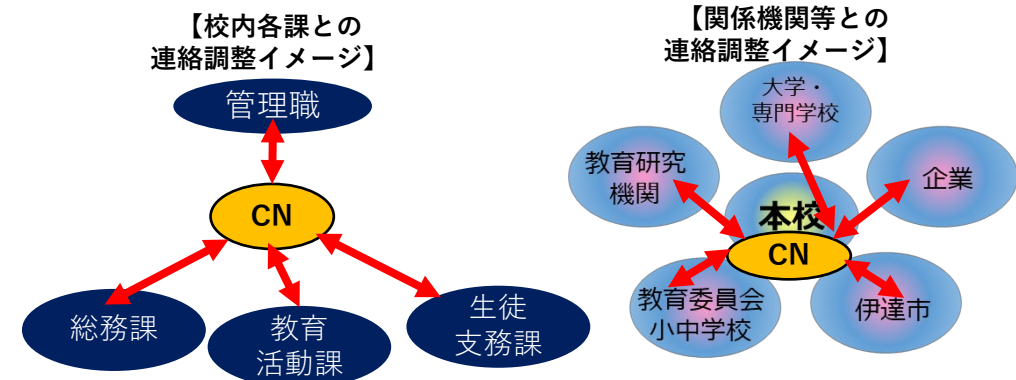 【校内各課との
連絡調整イメージ】
管理職
CN
総務課
教育
活動課
生徒
支務課
【関係機関等との
連絡調整イメージ】
大学・
専門学校
教育研究
機関
企業
本校
CN
教育委員会
小中学校
伊達市